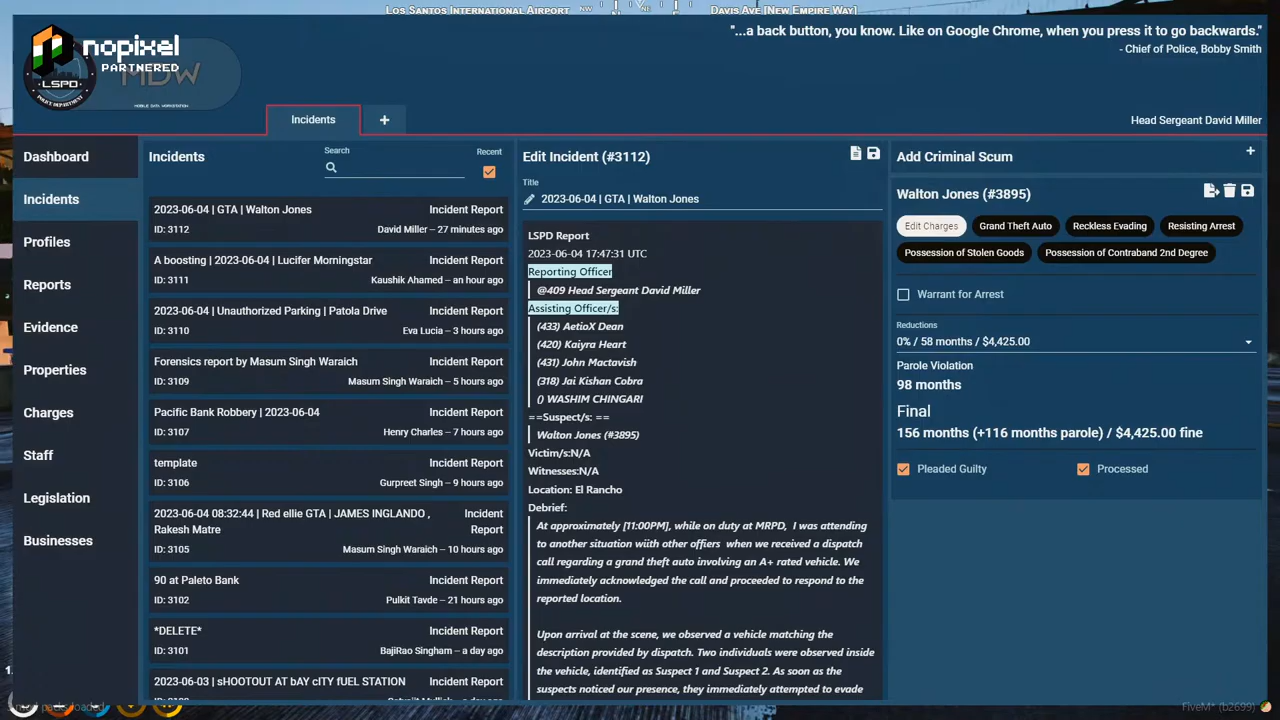 Los Santos International Airport
NW
N
NE
Davis Ave [New Empire Way]
nopixel
PARTNERED
LSPD
POLICE DEPARTMENT
MDW
MOBILE DATA WORKSTATION
"...a back button, you know. Like on Google Chrome, when you press it to go backwards."
- Chief of Police, Bobby Smith
Incidents
+
Head Sergeant David Miller
Dashboard
Incidents
Profiles
Reports
Evidence
Properties
Charges
Staff
Legislation
Businesses
Incidents
Search
Recent
2023-06-04 | GTA | Walton Jones
Incident Report
ID: 3112
David Miller – 27 minutes ago
A boosting | 2023-06-04 | Lucifer Morningstar
Incident Report
ID: 3111
Kaushik Ahamed – an hour ago
2023-06-04 | Unauthorized Parking | Patola Drive
Incident Report
ID: 3110
Eva Lucia – 3 hours ago
Forensics report by Masum Singh Waraich
Incident Report
ID: 3109
Masum Singh Waraich – 5 hours ago
Pacific Bank Robbery | 2023-06-04
Incident Report
ID: 3107
Henry Charles – 7 hours ago
template
Incident Report
ID: 3106
Gurpreet Singh – 9 hours ago
2023-06-04 08:32:44 | Red ellie GTA | JAMES INGLANDO ,
Rakesh Matre
Incident
Report
ID: 3105
Masum Singh Waraich – 10 hours ago
90 at Paleto Bank
Incident Report
ID: 3102
Pulkit Tavde – 21 hours ago
*DELETE*
Incident Report
ID: 3101
BajiRao Singham – a day ago
2023-06-03 | sHOOTOUT AT bAY cITY fUEL STATION
Incident Report
Edit Incident (#3112)
Title
2023-06-04 | GTA | Walton Jones
LSPD Report
2023-06-04 17:47:31 UTC
Reporting Officer
@409 Head Sergeant David Miller
Assisting Officer/s:
(433) AetioX Dean
(420) Kaiyra Heart
(431) John Mactavish
(318) Jai Kishan Cobra
() WASHIM CHINGARI
==Suspect/s: ==
Walton Jones (#3895)
Victim/s:N/A
Witnesses:N/A
Location: El Rancho
Debrief:
At approximately [11:00PM], while on duty at MRPD, I was attending
to another situation wiith other offiers when we received a dispatch
call regarding a grand theft auto involving an A+ rated vehicle. We
immediately acknowledged the call and proceeded to respond to the
reported location.
Upon arrival at the scene, we observed a vehicle matching the
description provided by dispatch. Two individuals were observed inside
the vehicle, identified as Suspect 1 and Suspect 2. As soon as the
suspects noticed our presence, they immediately attempted to evade
Add Criminal Scum
+
Walton Jones (#3895)
Edit Charges
Grand Theft Auto
Reckless Evading
Resisting Arrest
Possession of Stolen Goods
Possession of Contraband 2nd Degree
Warrant for Arrest
Reductions
0% / 58 months / $4,425.00
Parole Violation
98 months
Final
156 months (+116 months parole) / $4,425.00 fine
Pleaded Guilty
Processed
packs loaded
FiveM* (b2699)